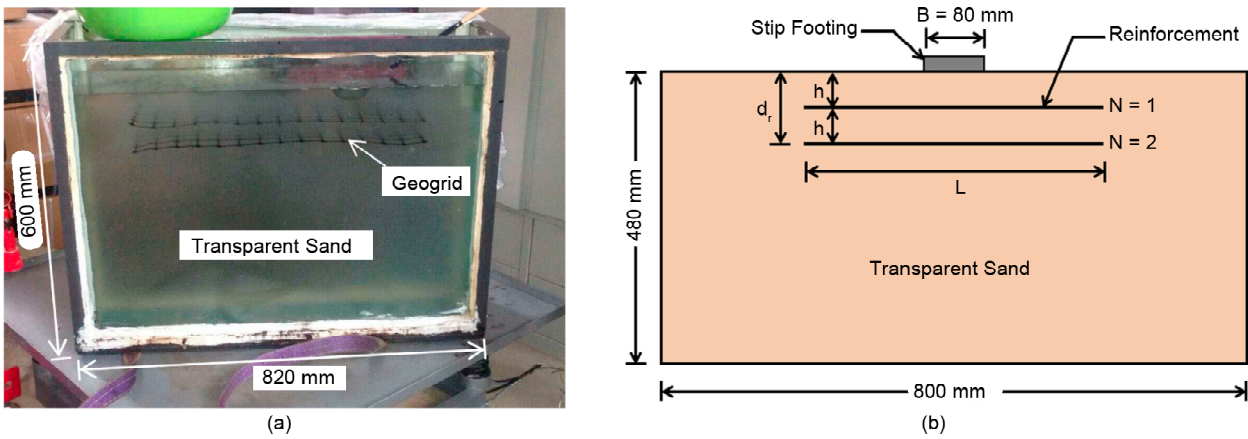 600 mm
Geogrid
Transparent Sand
820 mm
(a)
B = 80 mm
Stip Footing
Reinforcement
h
dr
N = 1
h
N = 2
L
480 mm
Transparent Sand
800 mm
(b)